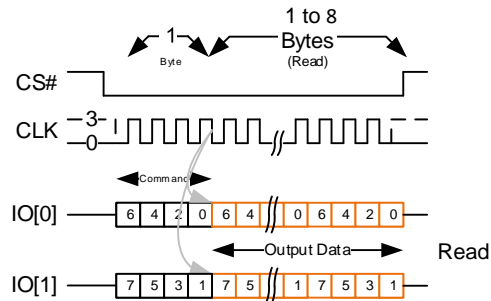 1 to 8
1
Bytes
Byte
(Read)
CS#
3
CLK
0
Command
IO[0] 6 4 2 0 6 4 0 6 4 2 0
Output Data
Read
IO[1] 7 5 3 1 7 5 1 7 5 3 1